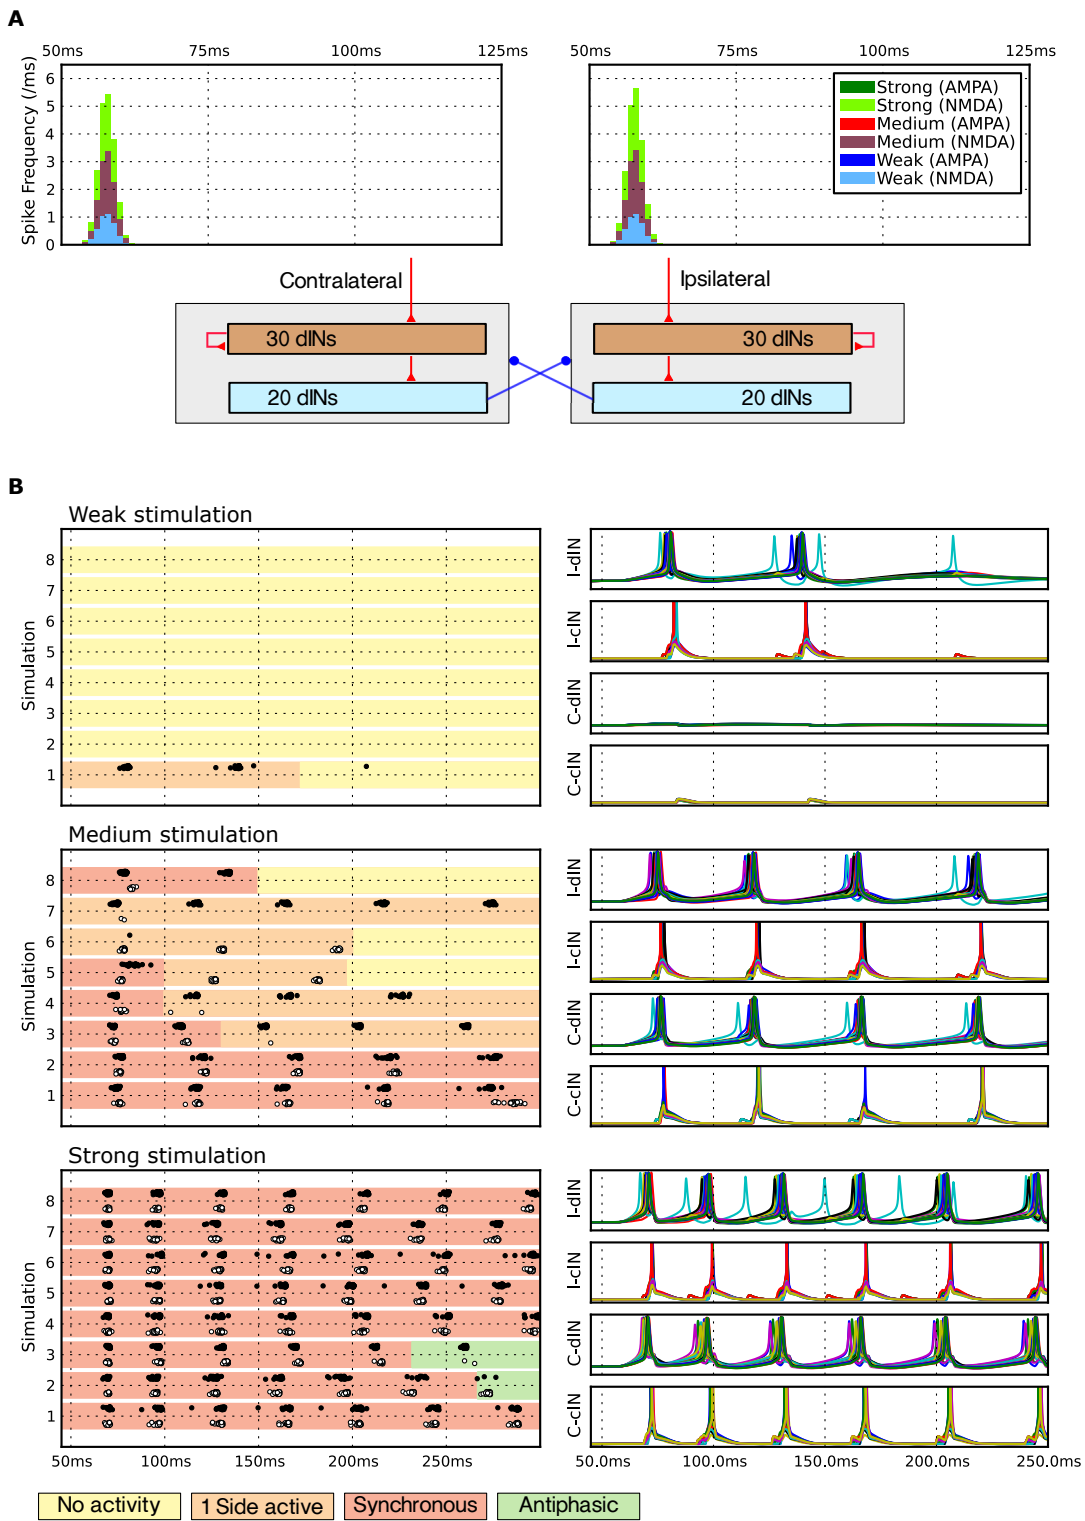 A
50ms 75ms 100ms 125ms 50ms 75ms 100ms 125ms
Spike Frequency (/ms)
6
5
4
3
2
1
0
Strong (AMPA)
Strong (NMDA)
Medium (AMPA)
Medium (NMDA)
Weak (AMPA)
Weak (NMDA)
Contralateral Ipsilateral
30 dINs 30 dINs
20 dINs 20 dINs
B
Weak stimulation
Simulation
8
7
6
5
4
3
2
1
I-dIN
I-cIN
C-dIN
C-cIN
Medium stimulation
Simulation
8
7
6
5
4
3
2
1
I-dIN
I-cIN
C-dIN
C-cIN
Strong stimulation
Simulation
8
7
6
5
4
3
2
1
I-dIN
I-cIN
C-dIN
C-cIN
50ms 100ms 150ms 200ms 250ms 50.0ms 100.0ms 150.0ms 200.0ms 250.0ms
No activity 1 Side active Synchronous Antiphasic